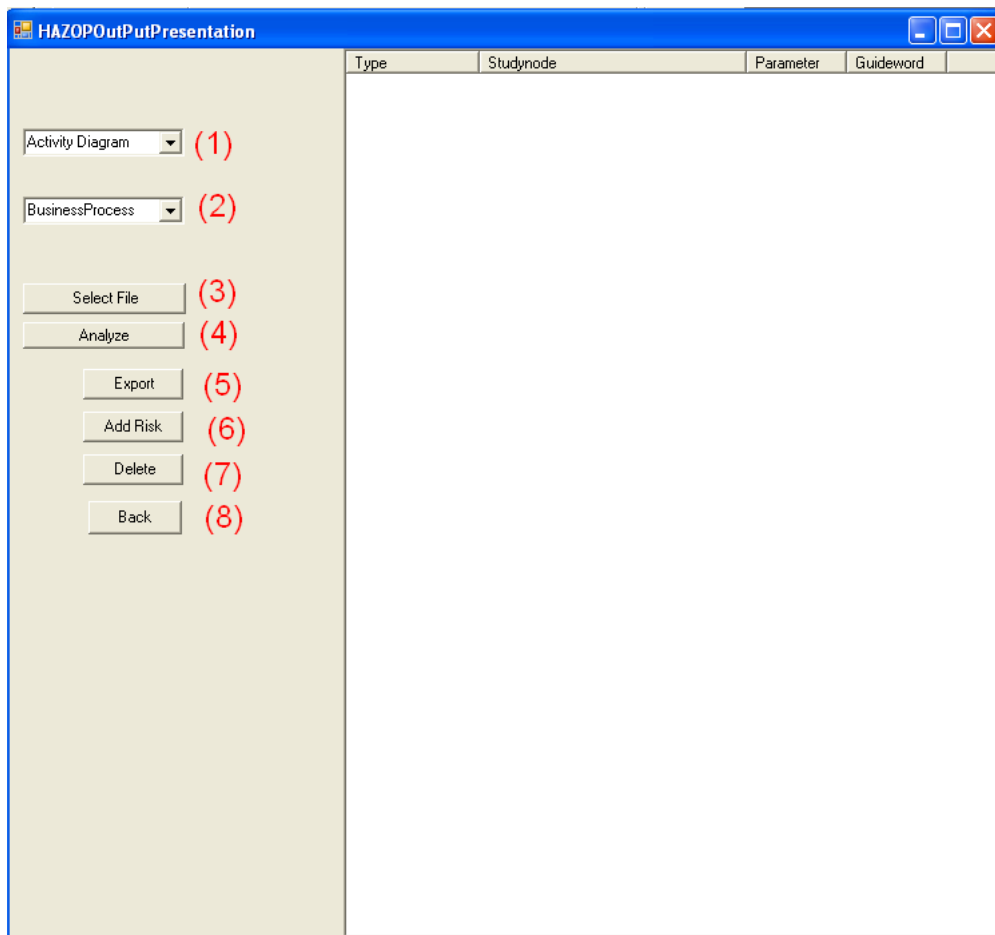 HAZOPOutPutPresentation
Type Studynode Parameter Guideword
Activity Diagram (1)
BusinessProcess (2)
Select File (3)
Analyze (4)
Export (5)
Add Risk (6)
Delete (7)
Back (8)